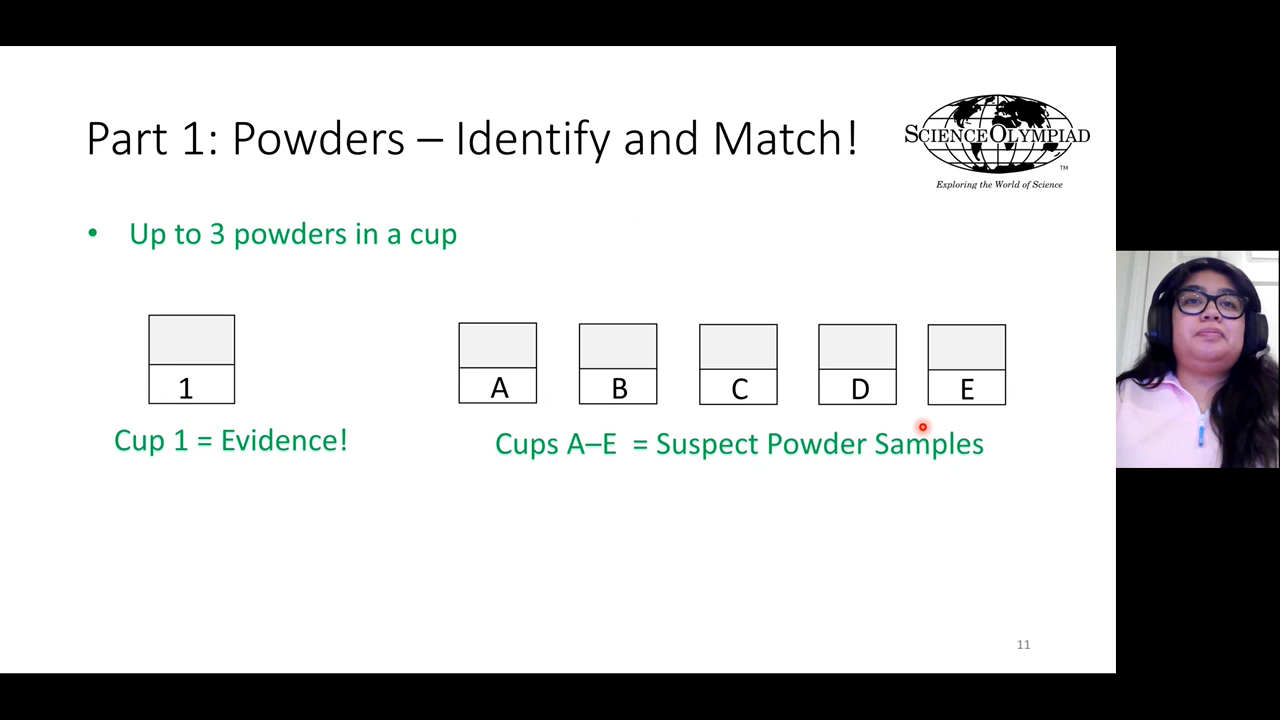 Part 1: Powders – Identify and Match!
SCIENCE OLYMPIAD
TM
Exploring the World of Science
• Up to 3 powders in a cup
1
A
B
C
D
E
Cup 1 = Evidence!
Cups A–E = Suspect Powder Samples
11